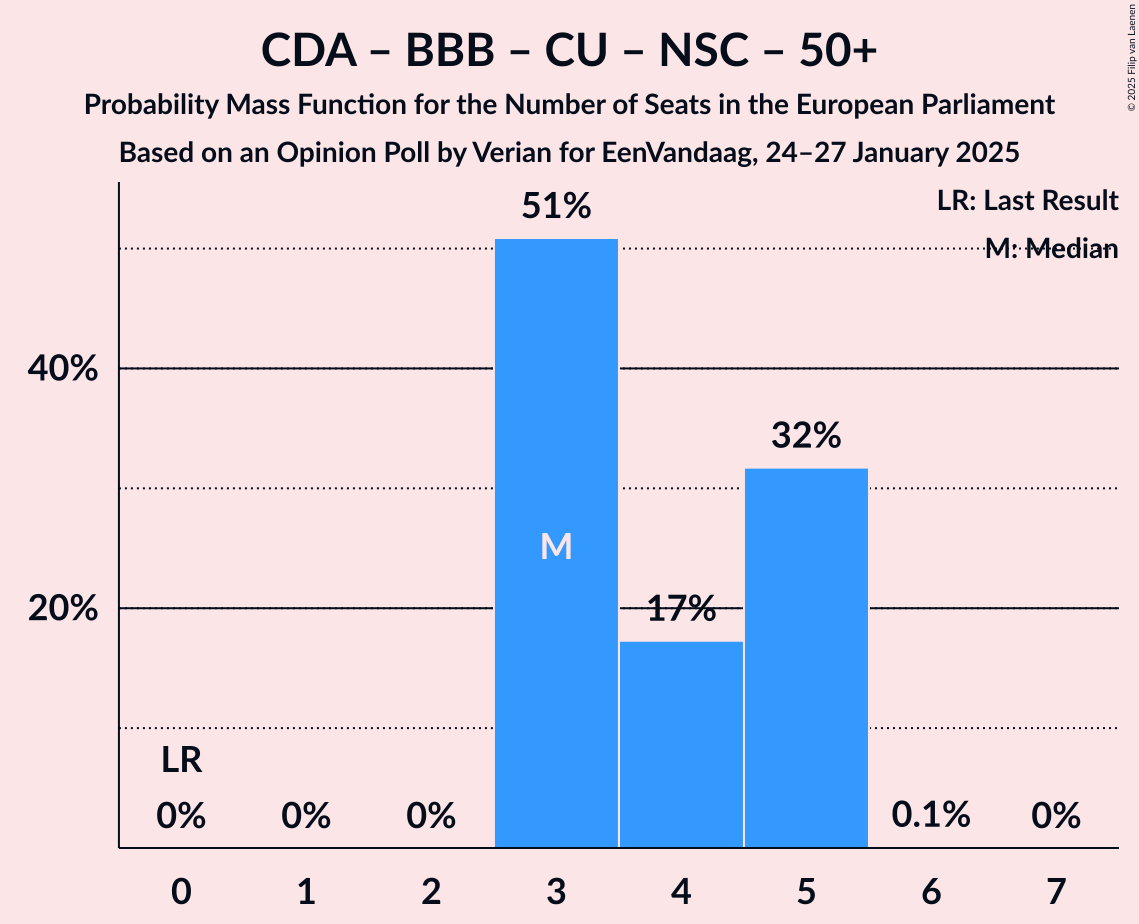 CDA – BBB – CU – NSC – 50+
Probability Mass Function for the Number of Seats in the European Parliament
Based on an Opinion Poll by Verian for EenVandaag, 24–27 January 2025
© 2025 Filip van Laenen
LR: Last Result
M: Median
51%
40%
32%
M
20%
17%
LR
0%
0%
0%
0.1%
0%
0
1
2
3
4
5
6
7